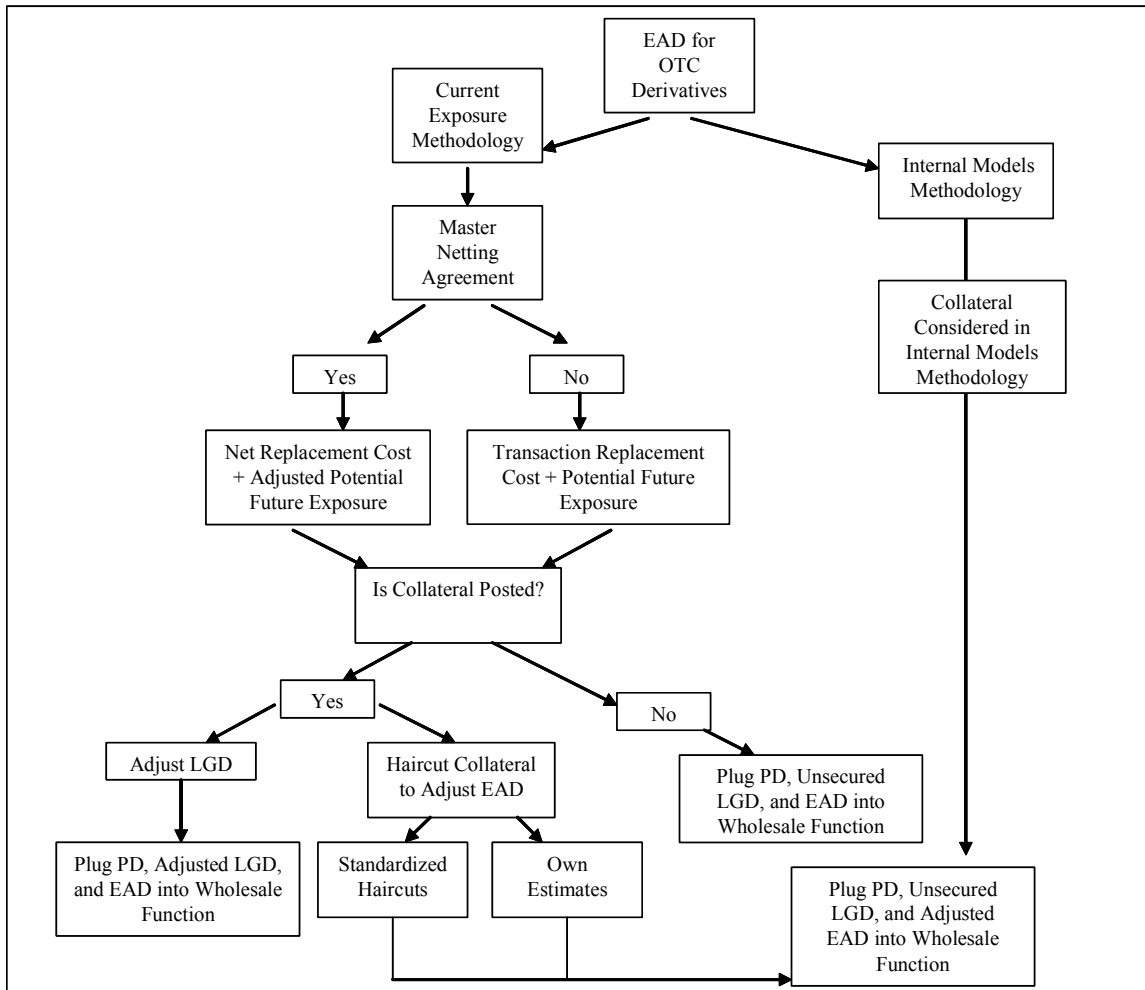 EAD for
OTC
Derivatives
Current
Exposure
Methodology
Internal Models
Methodology
Master
Netting
Agreement
Collateral
Considered in
Internal Models
Methodology
Yes
No
Net Replacement Cost
+ Adjusted Potential
Future Exposure
Transaction Replacement
Cost + Potential Future
Exposure
Is Collateral Posted?
Yes
No
Adjust LGD
Haircut Collateral
to Adjust EAD
Plug PD, Unsecured
LGD, and EAD into
Wholesale Function
Plug PD, Adjusted LGD,
and EAD into Wholesale
Function
Standardized
Haircuts
Own
Estimates
Plug PD, Unsecured
LGD, and Adjusted
EAD into Wholesale
Function